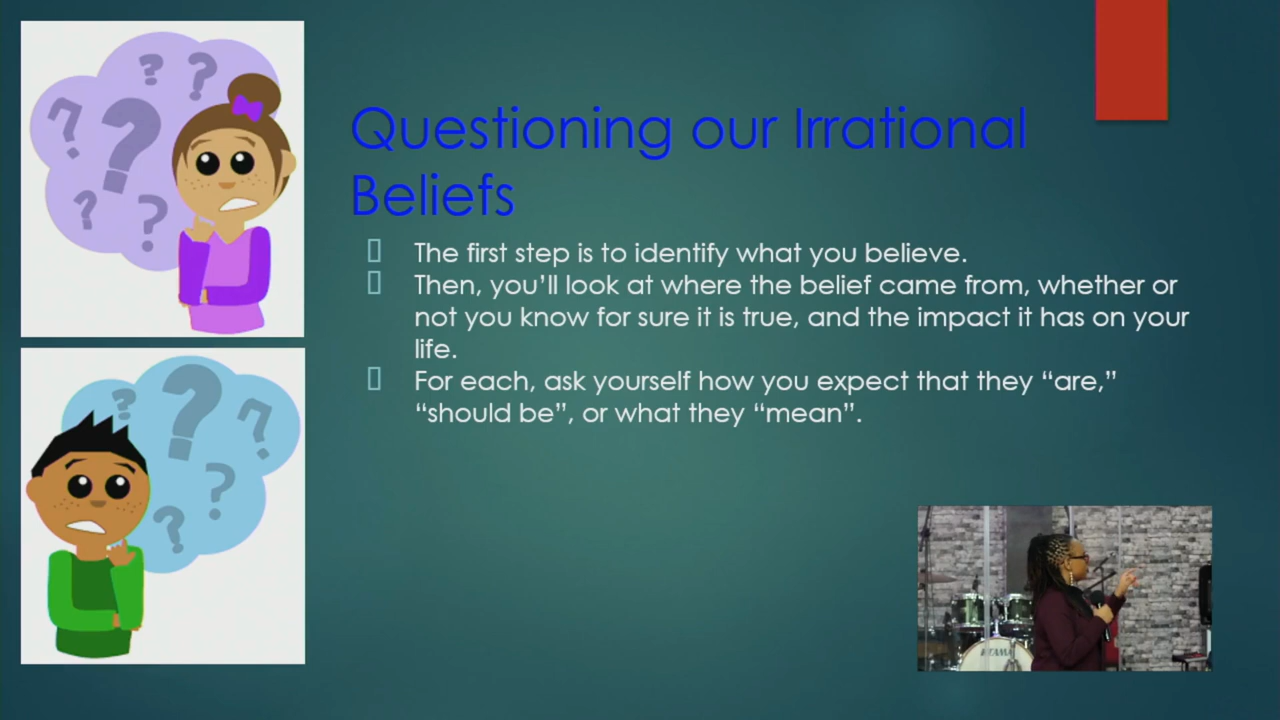 Questioning our Irrational
Beliefs
The first step is to identify what you believe.
Then, you’ll look at where the belief came from, whether or
not you know for sure it is true, and the impact it has on your
life.
For each, ask yourself how you expect that they “are,”
“should be”, or what they “mean”.
TAMA